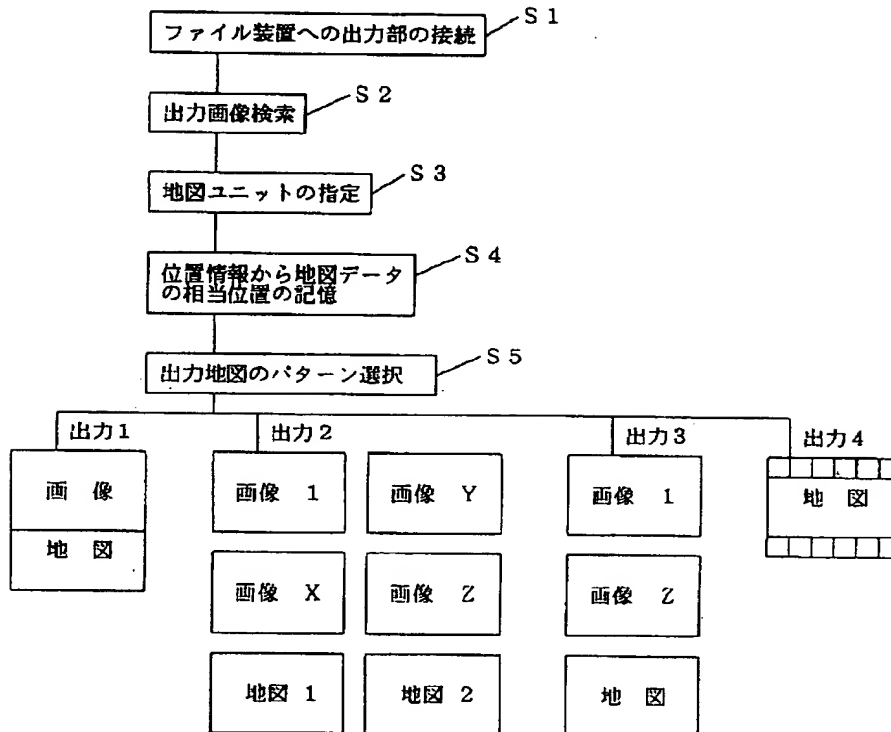 ファイル装置への出力部の接続
S 1
出力画像検索
S 2
地図ユニットの指定
S 3
位置情報から地図データ
の相当位置の記憶
S 4
出力地図のパターン選択
S 5
出力1
出力2
出力3
出力4
画 像
地 図
画像 1
画像 Y
画像 X
画像 Z
地図 1
地図 2
画像 1
画像 Z
地 図
地 図